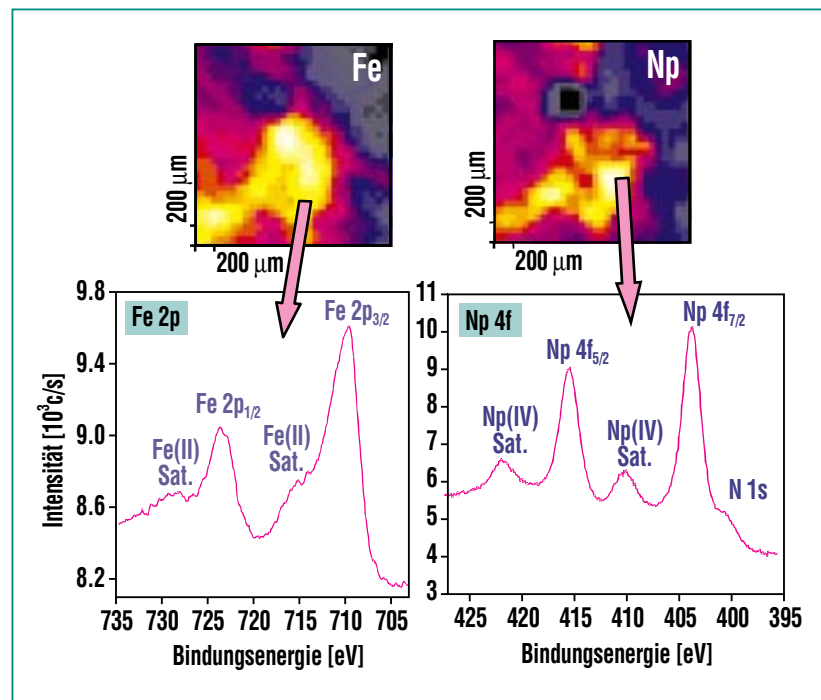 Fe
Np
200 µm
200 µm
200 µm
200 µm
Fe 2p
Fe 2p3/2
Fe 2p1/2
Fe(II)
Sat.
Fe(II)
Sat.
9.8
9.4
9.0
8.6
8.2
Intensität [10³c/s]
735 730 725 720 715 710 705
Bindungsenergie [eV]
Np 4f
Np 4f7/2
Np 4f5/2
Np(IV)
Sat.
Np(IV)
Sat.
N 1s
11
10
9
8
7
6
5
4
3
425 420 415 410 404 400 395
Bindungsenergie [eV]